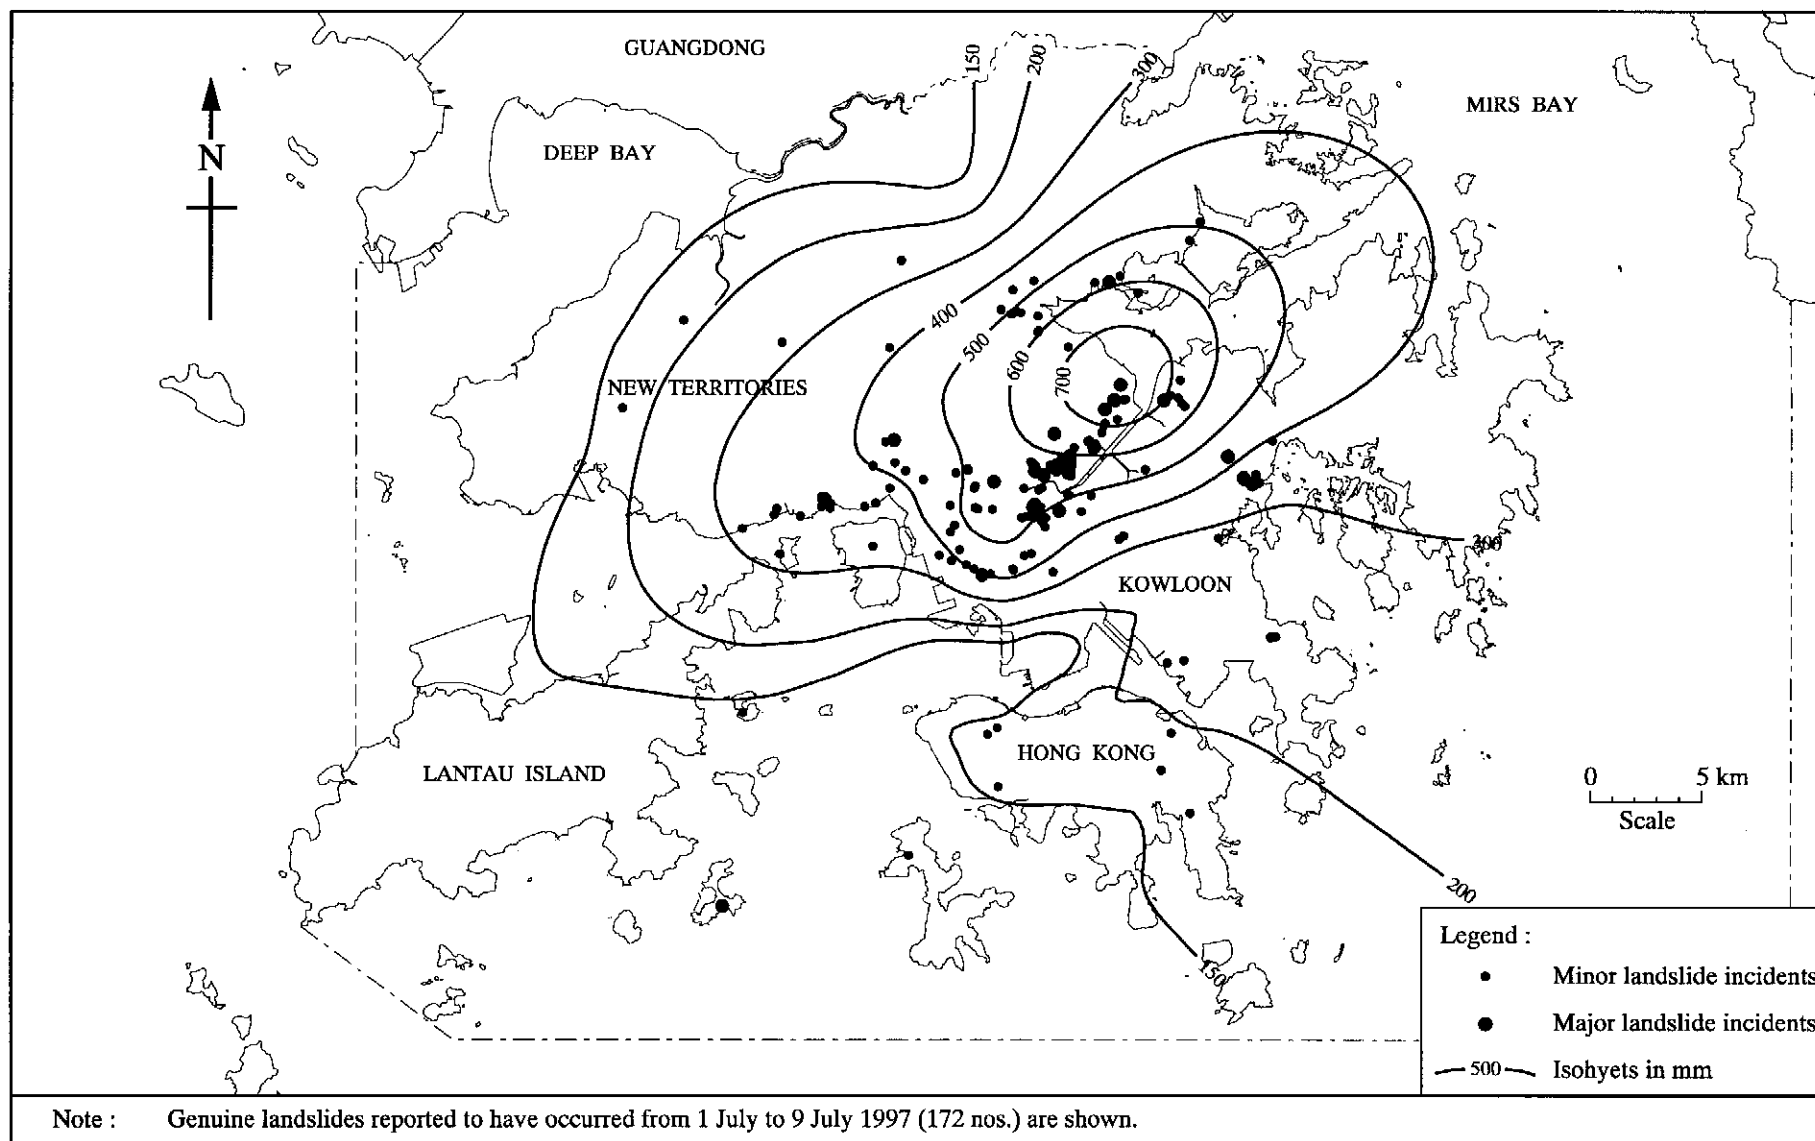 GUANGDONG
150
200
300
MIRS BAY
DEEP BAY
N
400
500
600
700
NEW TERRITORIES
300
KOWLOON
HONG KONG
LANTAU ISLAND
0 5 km
Scale
200
150
Legend :
Minor landslide incidents
Major landslide incidents
500 Isohyets in mm
Note : Genuine landslides reported to have occurred from 1 July to 9 July 1997 (172 nos.) are shown.